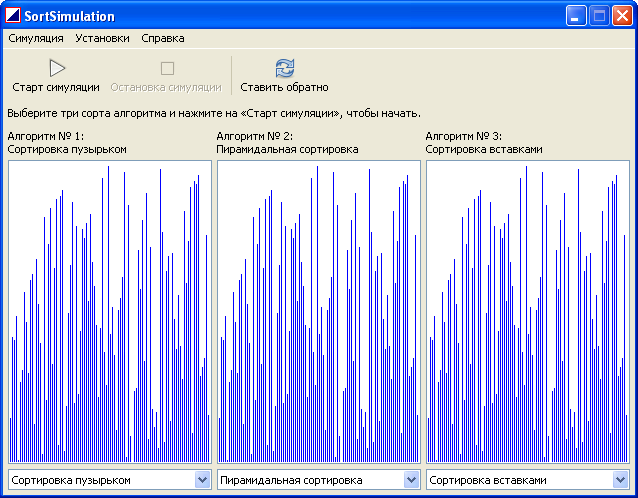 SortSimulation
Симуляция Установки Справка
Старт симуляции Остановка симуляции Ставить обратно
Выберите три сорта алгоритма и нажмите на «Старт симуляции», чтобы начать.
Алгоритм № 1: Алгоритм № 2: Алгоритм № 3:
Сортировка пузырьком Пирамидальная сортировка Сортировка вставками
Сортировка пузырьком Пирамидальная сортировка Сортировка вставками